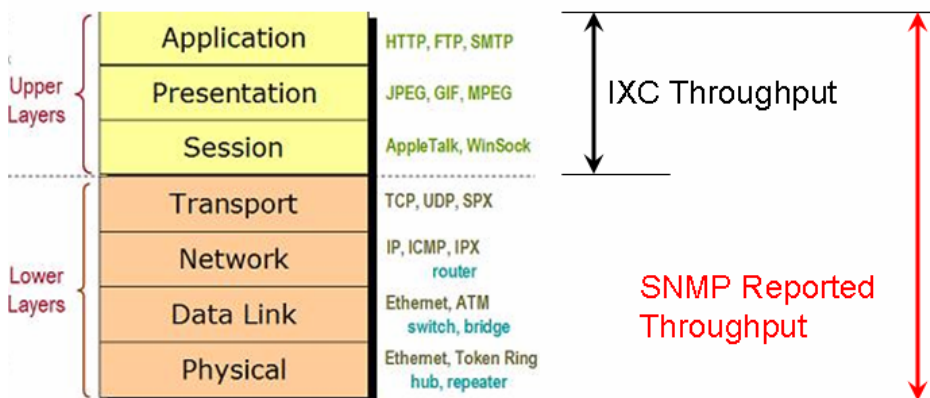 Upper
Layers
Application
HTTP, FTP, SMTP
Presentation
JPEG, GIF, MPEG
Session
AppleTalk, WinSock
IXC Throughput
Lower
Layers
Transport
TCP, UDP, SPX
Network
IP, ICMP, IPX
router
Data Link
Ethernet, ATM
switch, bridge
Physical
Ethernet, Token Ring
hub, repeater
SNMP Reported
Throughput